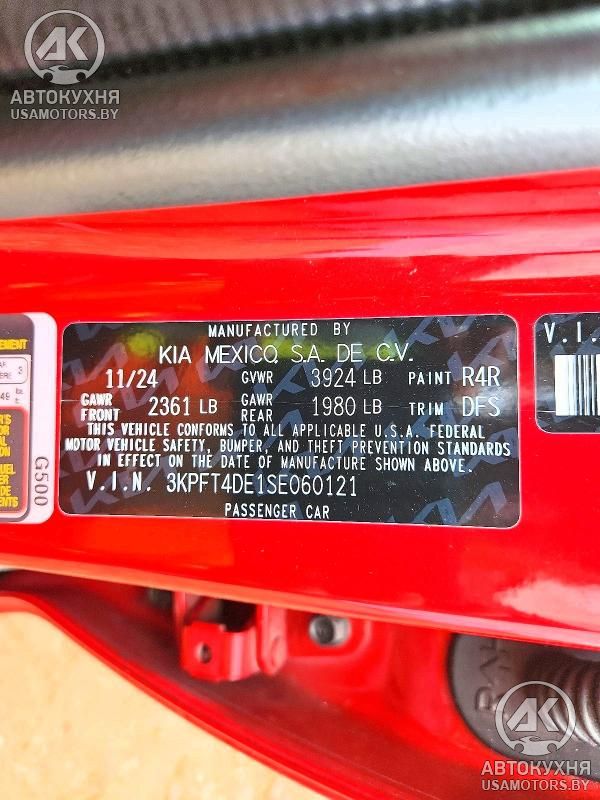 АК
АВТОКУХНЯ
USAMOTORS.BY
MANUFACTURED BY
KIA MEXICO, S.A. DE C.V.
11/24 GVWR 3924 LB PAINT R4R
GAWR FRONT 2361 LB GAWR REAR 1980 LB TRIM DFS
THIS VEHICLE CONFORMS TO ALL APPLICABLE U.S.A. FEDERAL
MOTOR VEHICLE SAFETY, BUMPER, AND THEFT PREVENTION STANDARDS
IN EFFECT ON THE DATE OF MANUFACTURE SHOWN ABOVE.
V.I.N. 3KPFT4DE1SE060121
PASSENGER CAR
G500
V.I.
АК
АВТОКУХНЯ
USAMOTORS.BY